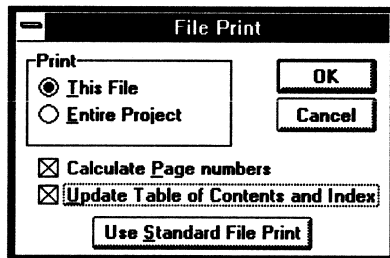 File Print
Print
This File
Entire Project
OK
Cancel
Calculate Page numbers
Update Table of Contents and Index
Use Standard File Print